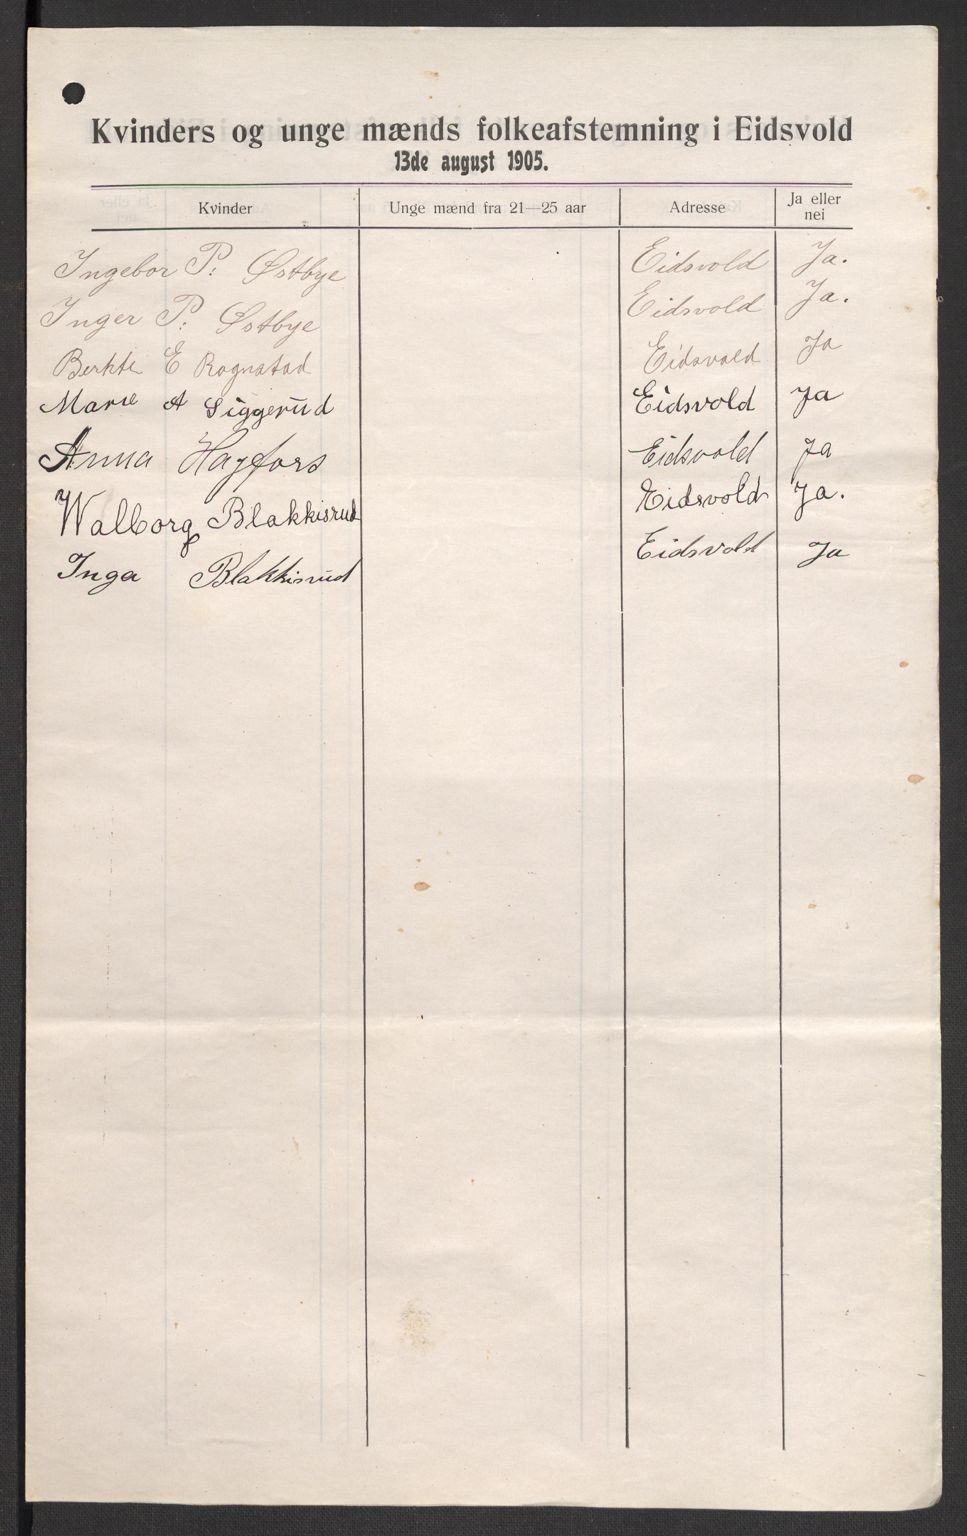 Kvinders og unge mænds folkeafstemning i Eidsvold
13de august 1905.
Kvinder Unge mænd fra 21—25 aar Adresse Ja eller nei
Ingebor P. Østbye Eidsvold Ja.
Inger P. Østbye Eidsvold Ja.
Berhte E Rognstad Eidsvold Ja
Marie A Siggerud Eidsvold Ja
Anna Hagfors Eidsvold Ja
Walborg Blakkisrud Eidsvold Ja.
Inga Blakkisrud Eidsvold Ja